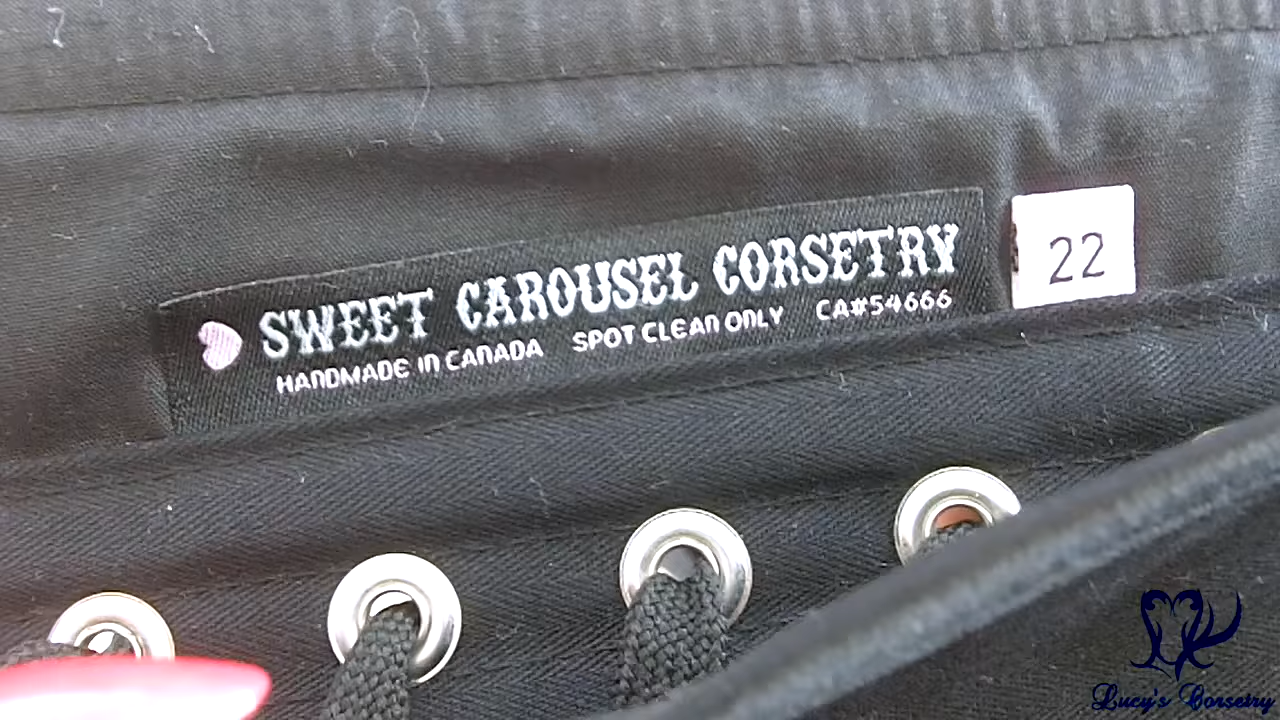 SWEET CAROUSEL CORSETRY
HANDMADE IN CANADA SPOT CLEAN ONLY CA#54666
22
Lucy's Corsetry